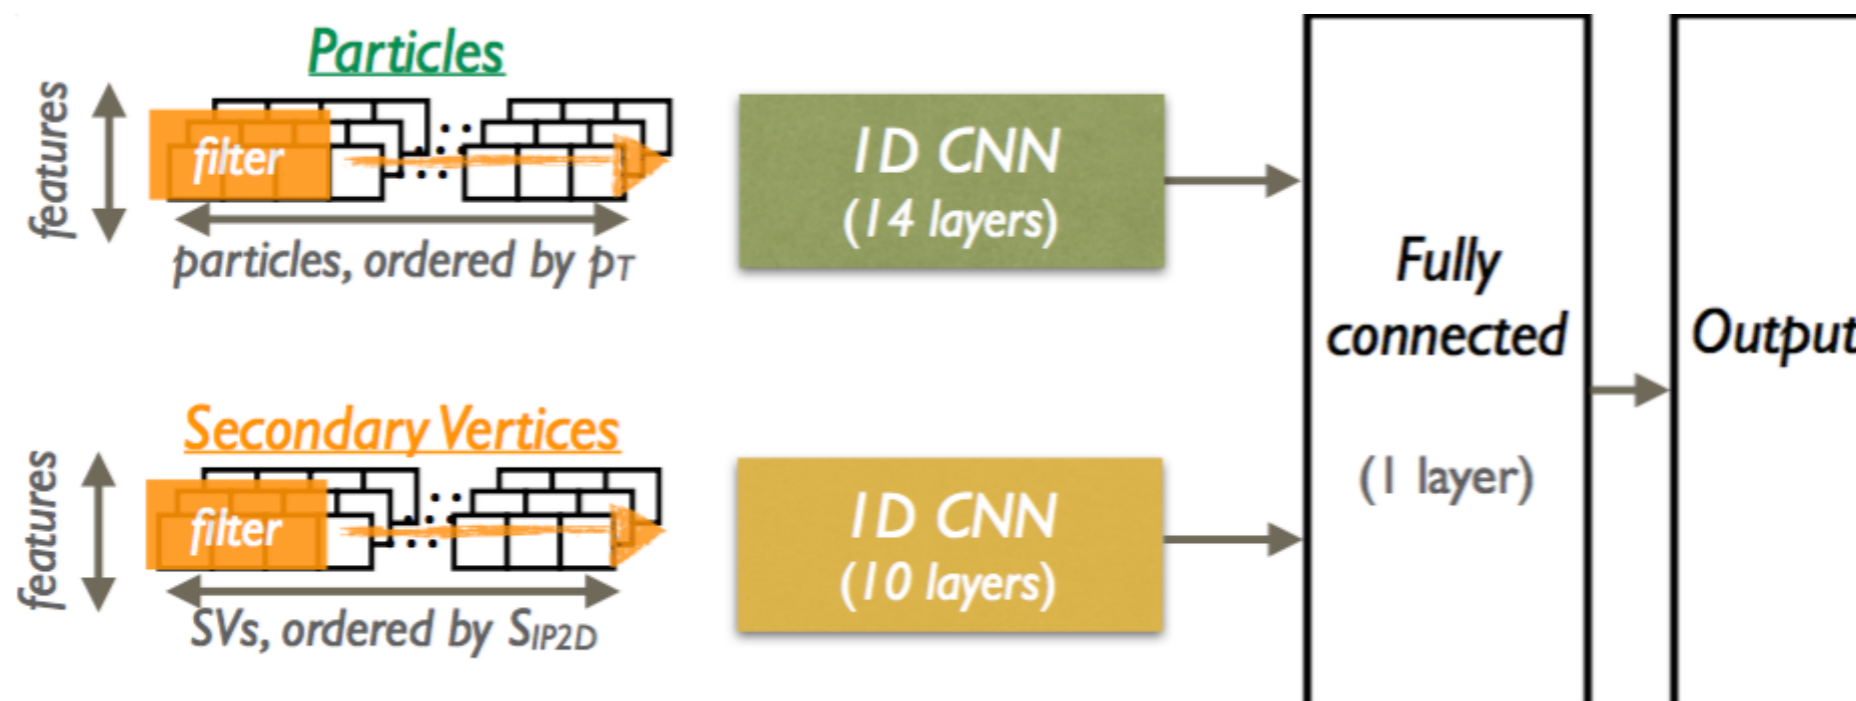 Particles
features
filter
particles, ordered by pT
1D CNN
(14 layers)
Secondary Vertices
features
filter
SVs, ordered by SIP2D
1D CNN
(10 layers)
Fully
connected
(1 layer)
Output